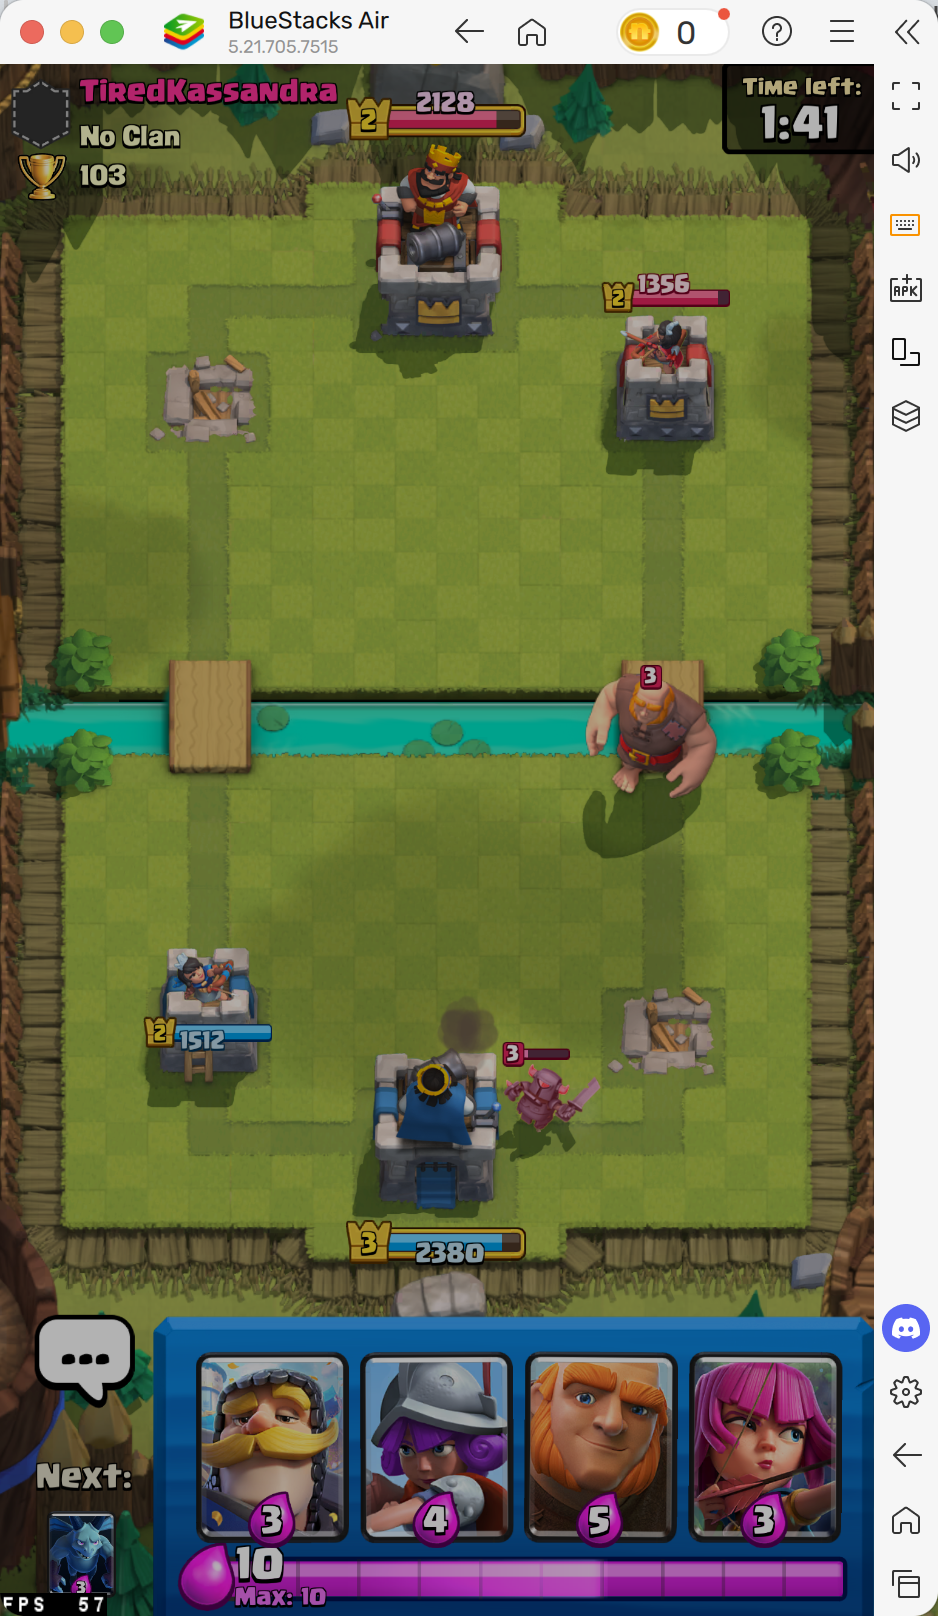 BlueStacks Air
5.21.705.7515
0
TiredKassandra
No Clan
103
2
2128
Time left:
1:41
2
1356
APK
3
2
1512
3
3
2380
...
3
4
5
3
Next:
3
10
Max: 10
FPS 57